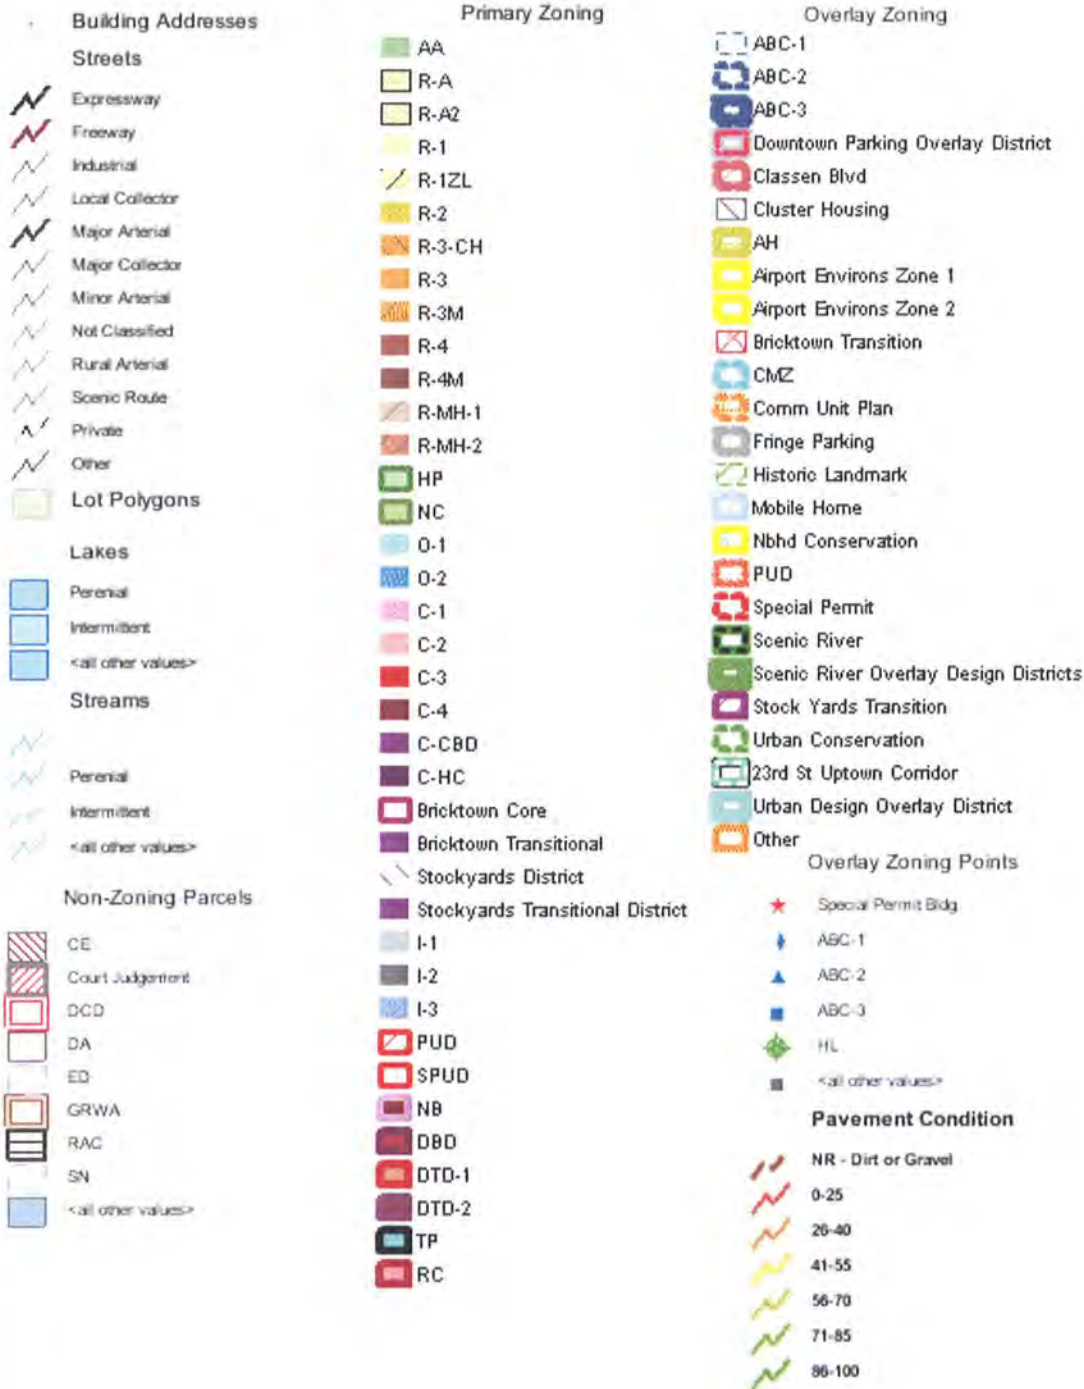 Building Addresses
Streets
Expressway
Freeway
Industrial
Local Collector
Major Arterial
Major Collector
Minor Arterial
Not Classified
Rural Arterial
Scenic Route
Private
Other
Lot Polygons
Lakes
Perenial
Intermittent
<all other values>
Streams
Perenial
Intermittent
<all other values>
Non-Zoning Parcels
CE
Court Judgement
DCD
DA
ED
GRWA
RAC
SN
<all other values>
Primary Zoning
AA
R-A
R-A2
R-1
R-1ZL
R-2
R-3-CH
R-3
R-3M
R-4
R-4M
R-MH-1
R-MH-2
HP
NC
O-1
O-2
C-1
C-2
C-3
C-4
C-CBD
C-HC
Bricktown Core
Bricktown Transitional
Stockyards District
Stockyards Transitional District
I-1
I-2
I-3
PUD
SPUD
NB
DBD
DTD-1
DTD-2
TP
RC
Overlay Zoning
ABC-1
ABC-2
ABC-3
Downtown Parking Overlay District
Classen Blvd
Cluster Housing
AH
Airport Environs Zone 1
Airport Environs Zone 2
Bricktown Transition
CMZ
Comm Unit Plan
Fringe Parking
Historic Landmark
Mobile Home
Nbhd Conservation
PUD
Special Permit
Scenic River
Scenic River Overlay Design Districts
Stock Yards Transition
Urban Conservation
23rd St Uptown Corridor
Urban Design Overlay District
Other
Overlay Zoning Points
Special Permit Bldg
ABC-1
ABC-2
ABC-3
HL
<all other values>
Pavement Condition
NR - Dirt or Gravel
0-25
26-40
41-55
56-70
71-85
86-100